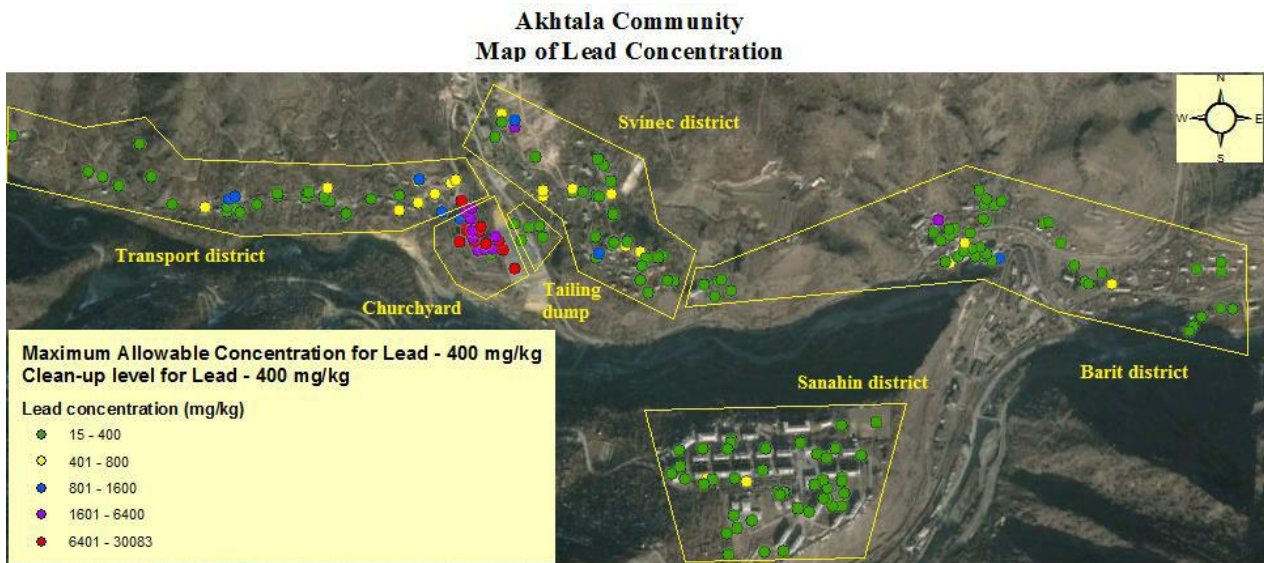 Akhtala Community
Map of Lead Concentration
N
W E
S
Svinec district
Transport district
Churchyard
Tailing
dump
Sanahin district
Barit district
Maximum Allowable Concentration for Lead - 400 mg/kg
Clean-up level for Lead - 400 mg/kg
Lead concentration (mg/kg)
15 - 400
401 - 800
801 - 1600
1601 - 6400
6401 - 30083